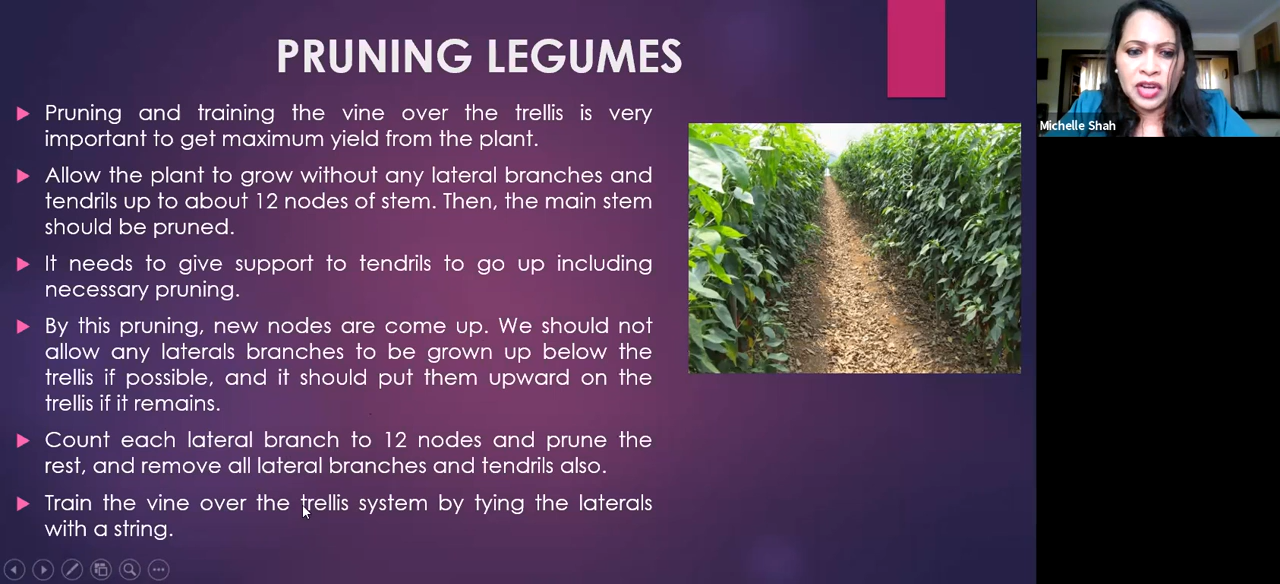 PRUNING LEGUMES
Pruning and training the vine over the trellis is very
important to get maximum yield from the plant.
Allow the plant to grow without any lateral branches and
tendrils up to about 12 nodes of stem. Then, the main stem
should be pruned.
It needs to give support to tendrils to go up including
necessary pruning.
By this pruning, new nodes are come up. We should not
allow any laterals branches to be grown up below the
trellis if possible, and it should put them upward on the
trellis if it remains.
Count each lateral branch to 12 nodes and prune the
rest, and remove all lateral branches and tendrils also.
Train the vine over the trellis system by tying the laterals
with a string.
Michelle Shah